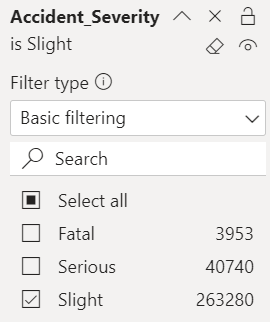 Accident_Severity
is Slight
Filter type
Basic filtering
Search
Select all
Fatal 3953
Serious 40740
Slight 263280